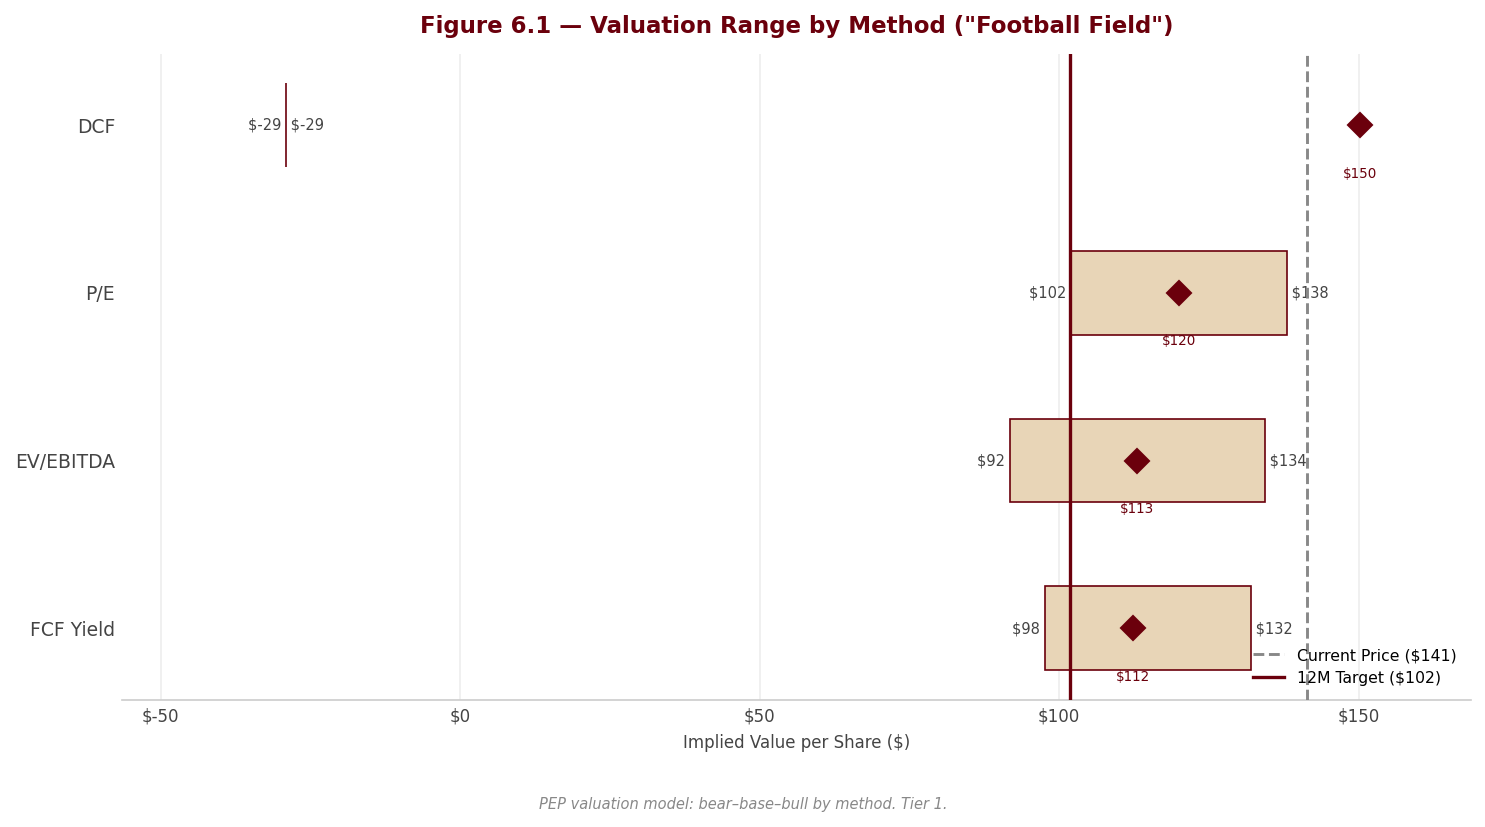 Figure 6.1 — Valuation Range by Method ("Football Field")
DCF
$-29
$-29
$150
P/E
$102
$138
$120
EV/EBITDA
$92
$134
$113
FCF Yield
$98
$132
$112
Current Price ($141)
12M Target ($102)
$-50
$0
$50
$100
$150
Implied Value per Share ($)
PEP valuation model: bear–base–bull by method. Tier 1.